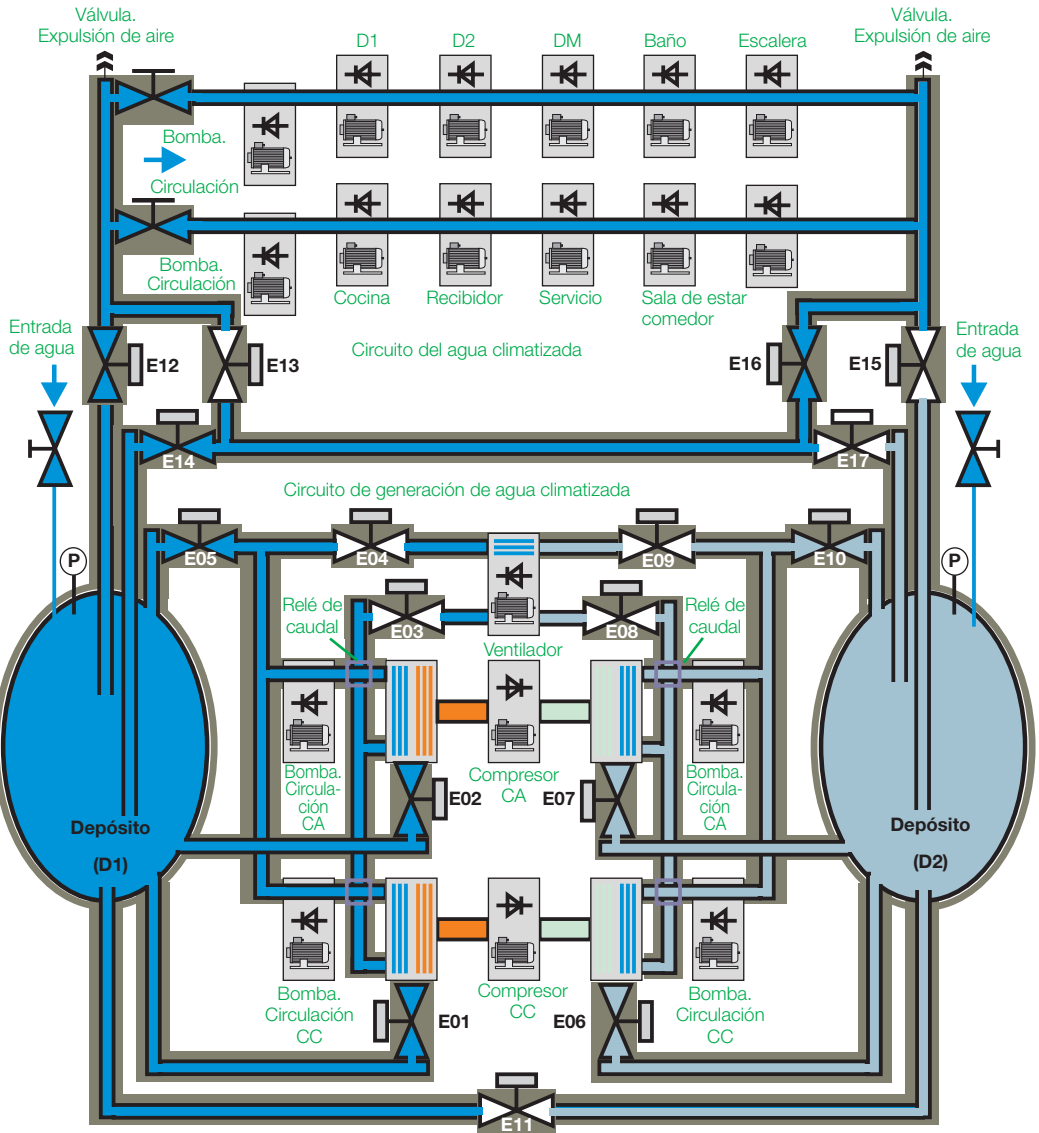 Válvula.
Expulsión de aire
Válvula.
Expulsión de aire
D1
D2
DM
Baño
Escalera
Bomba.
Circulación
Bomba.
Circulación
Cocina
Recibidor
Servicio
Sala de estar
comedor
Entrada
de agua
Entrada
de agua
Circuito del agua climatizada
E12
E13
E16
E15
E14
E17
Circuito de generación de agua climatizada
E05
E04
E09
E10
P
P
Relé de
caudal
E03
E08
Relé de
caudal
Ventilador
Bomba.
Circula-
ción
CA
E02
Compresor
CA
E07
Bomba.
Circula-
ción
CA
Depósito
(D1)
Depósito
(D2)
Bomba.
Circulación
CC
E01
Compresor
CC
E06
Bomba.
Circulación
CC
E11